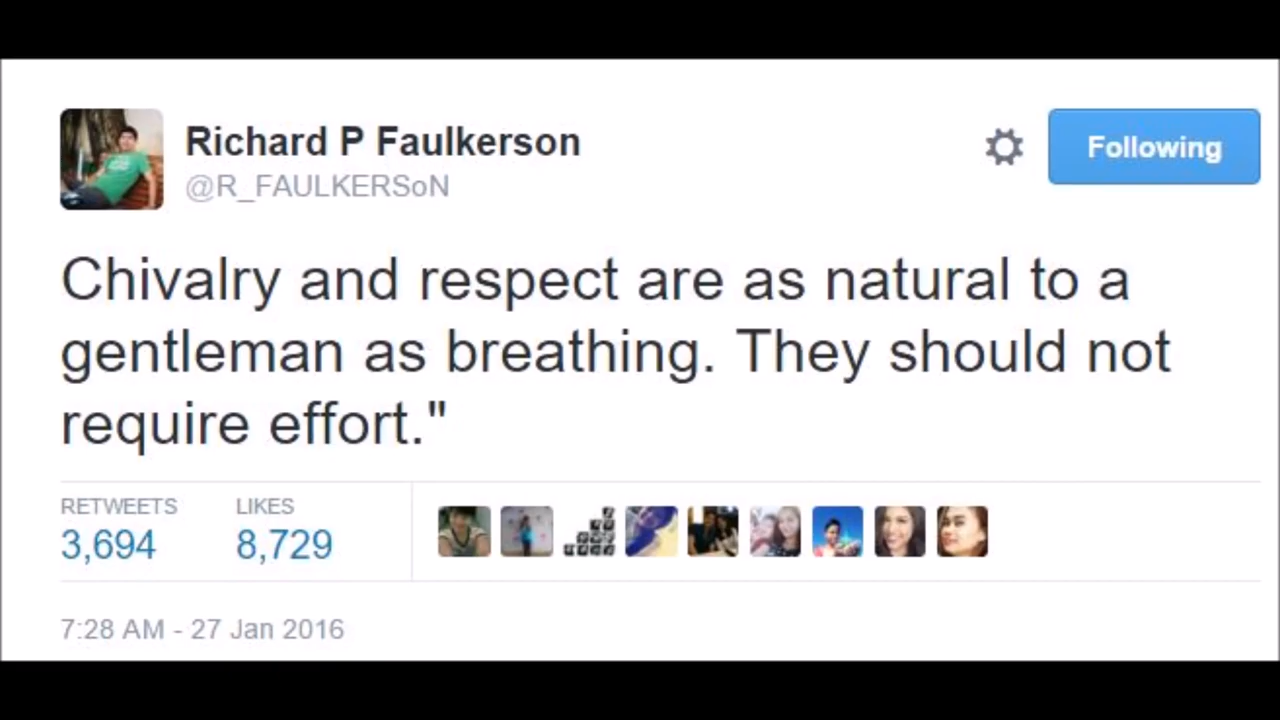 Richard P Faulkerson
Following
@R_FAULKERSoN
Chivalry and respect are as natural to a
gentleman as breathing. They should not
require effort."
RETWEETS LIKES
3,694 8,729
7:28 AM - 27 Jan 2016